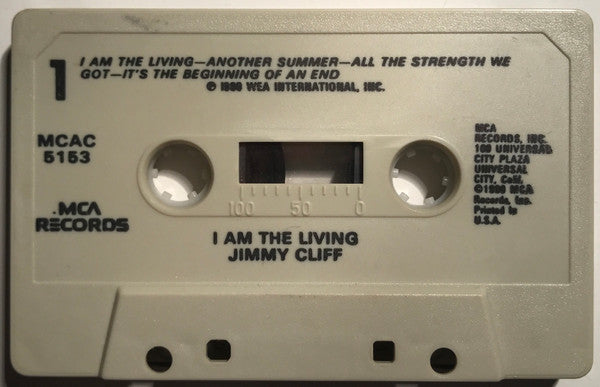 1
I AM THE LIVING—ANOTHER SUMMER—ALL THE STRENGTH WE
GOT—IT'S THE BEGINNING OF AN END
℗ 1980 WEA INTERNATIONAL, INC.
MCAC
5153
MCA
RECORDS
MCA
RECORDS, INC.
100 UNIVERSAL
CITY PLAZA
UNIVERSAL
CITY, Calif.
©1980 MCA
Records, Inc.
Printed in
U.S.A.
100 50 0
I AM THE LIVING
JIMMY CLIFF